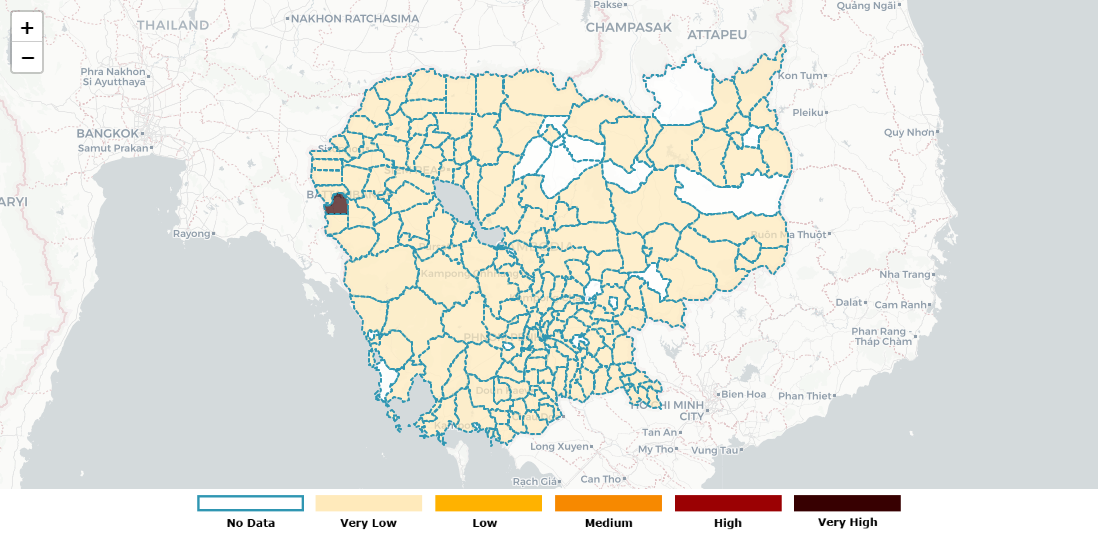 +
−
THAILAND
NAKHON RATCHASIMA
Pakse
Quảng Ngãi
CHAMPASAK
ATTAPEU
Phra Nakhon
Si Ayutthaya
Kon Tum
Pleiku
BANGKOK
Samut Prakan
Quy Nhơn
ARYI
Rayong
Buôn Ma Thuột
Nha Trang
Dalat
Cam Ranh
Phan Rang -
Tháp Chàm
Bien Hoa
Phan Thiet
HO CHI MINH
CITY
Tan An
My Tho
Vung Tau
Long Xuyen
Rạch Giá
Can Tho
No Data
Very Low
Low
Medium
High
Very High